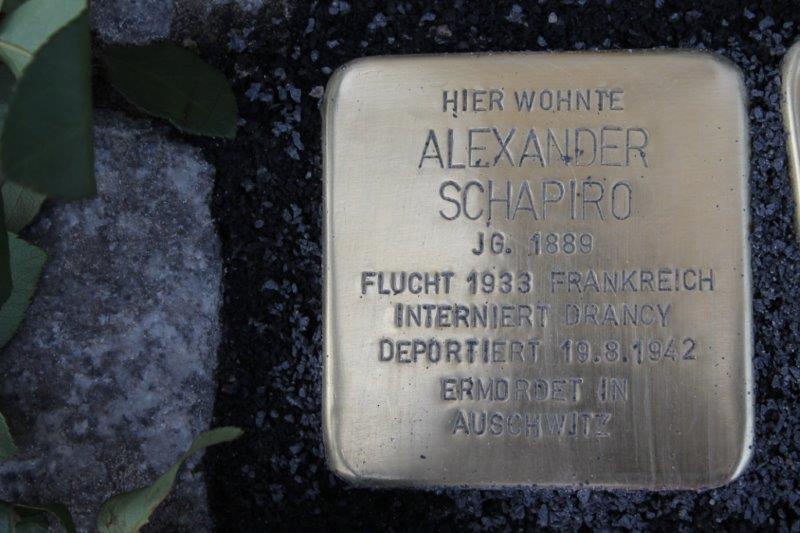 HIER WOHNTE
ALEXANDER
SCHAPIRO
JG. 1889
FLUCHT 1933 FRANKREICH
INTERNIERT DRANCY
DEPORTIERT 19.8.1942
ERMORDET IN
AUSCHWITZ